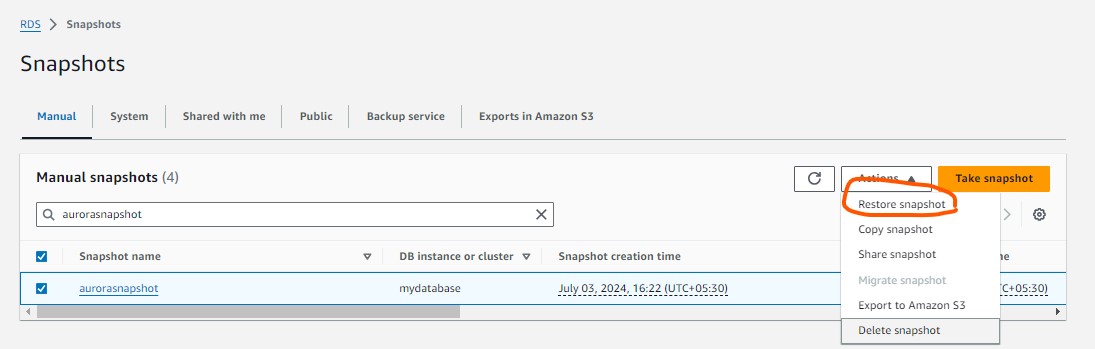 RDS > Snapshots
Snapshots
Manual System Shared with me Public Backup service Exports in Amazon S3
Manual snapshots (4) Actions Take snapshot
Restore snapshot
aurorasnapshot
Copy snapshot
Snapshot name DB instance or cluster Snapshot creation time
Share snapshot
Migrate snapshot
aurorasnapshot mydatabase July 03, 2024, 16:22 (UTC+05:30) TC+05:30)
Export to Amazon S3
Delete snapshot